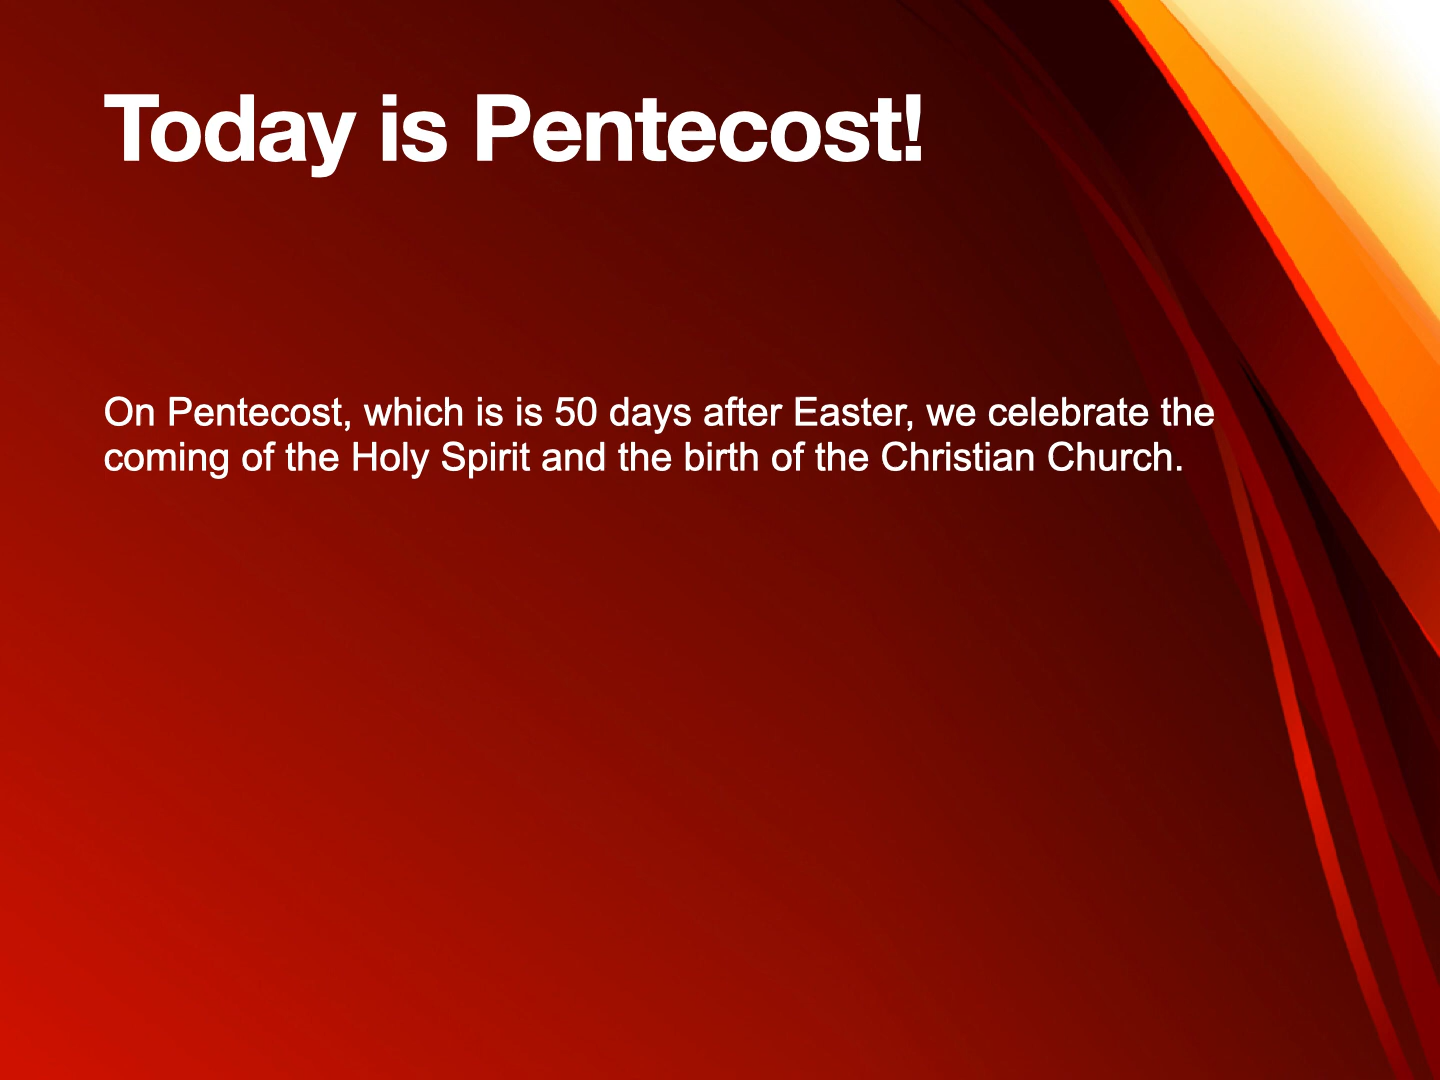 Today is Pentecost!
On Pentecost, which is is 50 days after Easter, we celebrate the
coming of the Holy Spirit and the birth of the Christian Church.